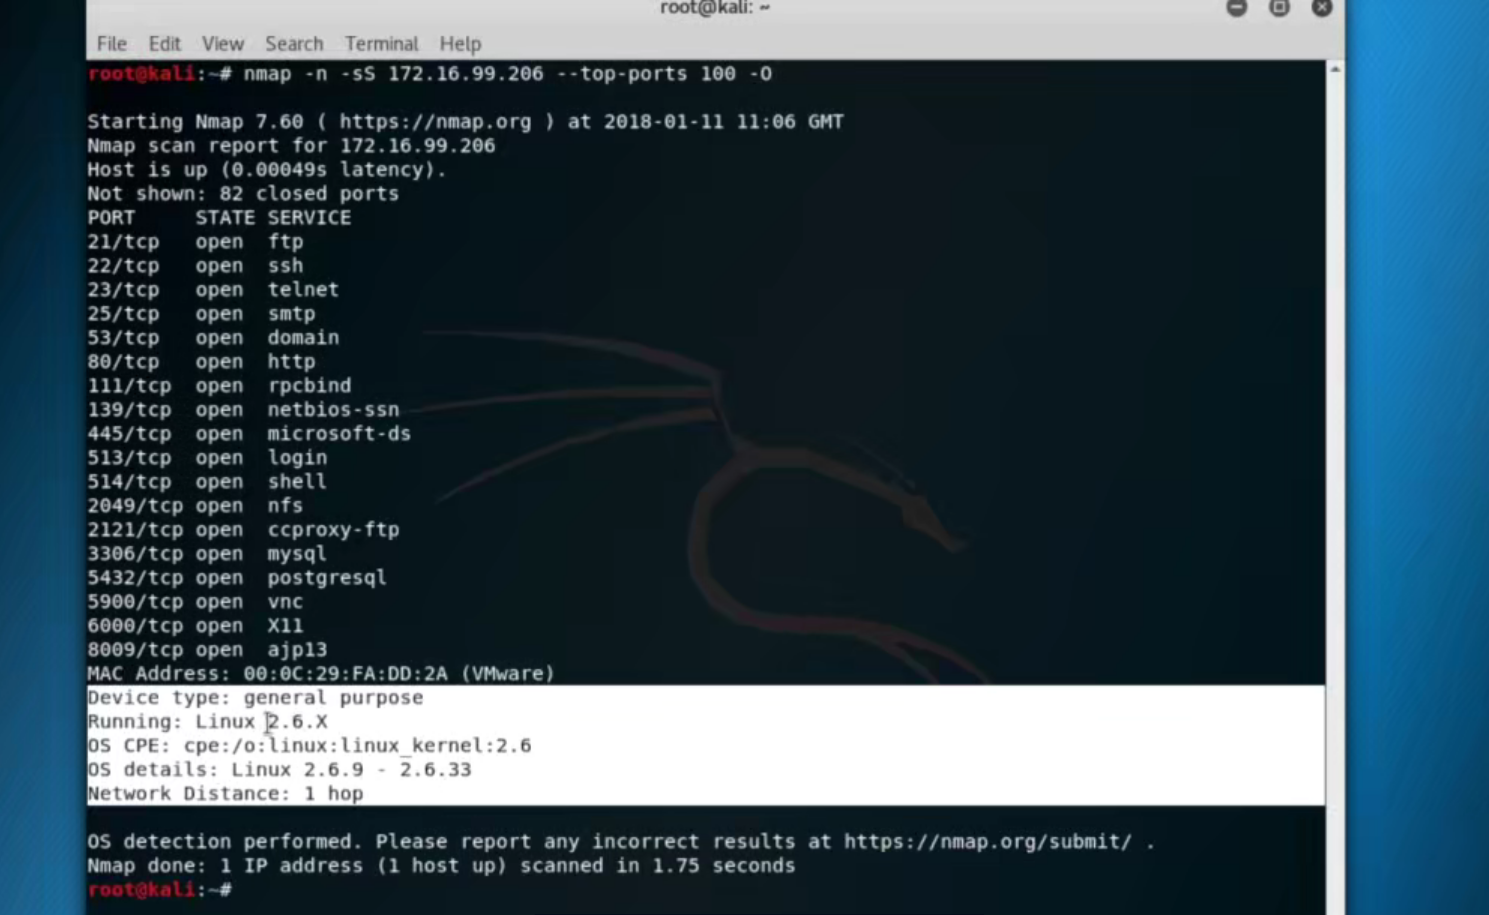 root@kali: ~
File Edit View Search Terminal Help
root@kali:~# nmap -n -sS 172.16.99.206 --top-ports 100 -O
Starting Nmap 7.60 ( https://nmap.org ) at 2018-01-11 11:06 GMT
Nmap scan report for 172.16.99.206
Host is up (0.00049s latency).
Not shown: 82 closed ports
PORT     STATE SERVICE
21/tcp   open  ftp
22/tcp   open  ssh
23/tcp   open  telnet
25/tcp   open  smtp
53/tcp   open  domain
80/tcp   open  http
111/tcp  open  rpcbind
139/tcp  open  netbios-ssn
445/tcp  open  microsoft-ds
513/tcp  open  login
514/tcp  open  shell
2049/tcp open  nfs
2121/tcp open  ccproxy-ftp
3306/tcp open  mysql
5432/tcp open  postgresql
5900/tcp open  vnc
6000/tcp open  X11
8009/tcp open  ajp13
MAC Address: 00:0C:29:FA:DD:2A (VMware)
Device type: general purpose
Running: Linux 2.6.X
OS CPE: cpe:/o:linux:linux_kernel:2.6
OS details: Linux 2.6.9 - 2.6.33
Network Distance: 1 hop
OS detection performed. Please report any incorrect results at https://nmap.org/submit/ .
Nmap done: 1 IP address (1 host up) scanned in 1.75 seconds
root@kali:~#